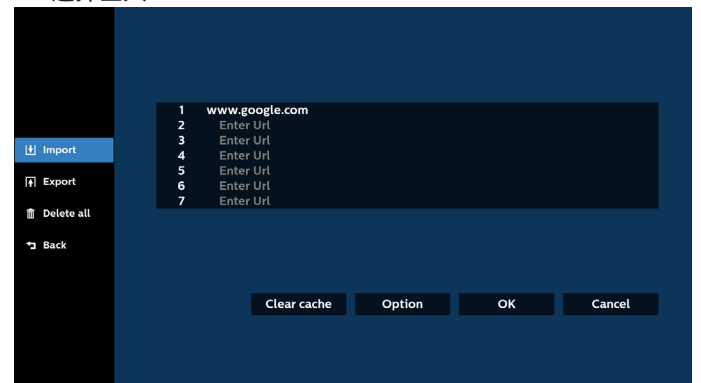 1 www.google.com
2 Enter Url
3 Enter Url
4 Enter Url
5 Enter Url
6 Enter Url
7 Enter Url
Import
Export
Delete all
Back
Clear cache Option OK Cancel